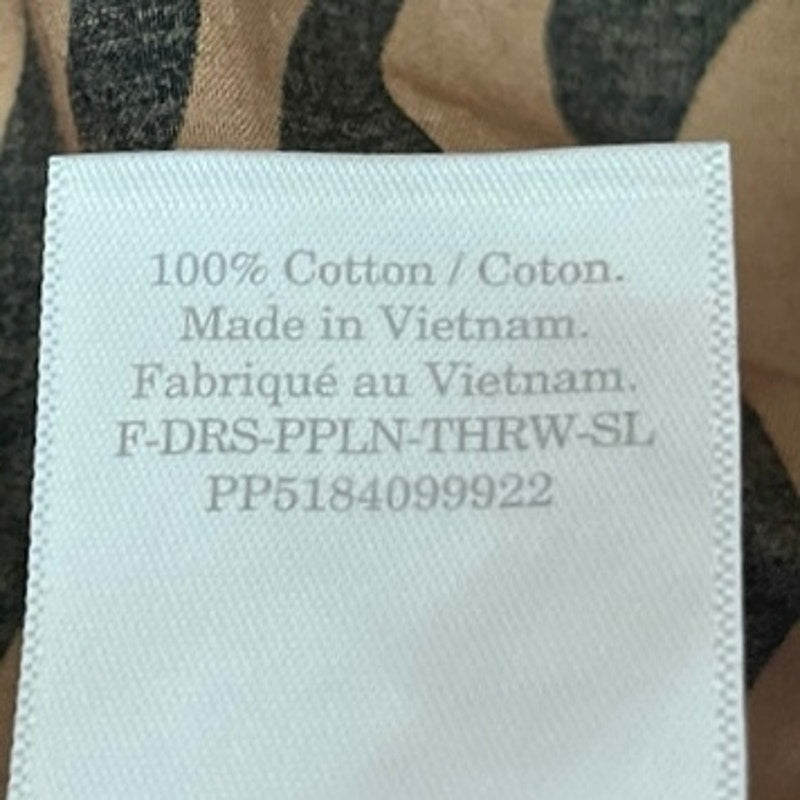 100% Cotton / Coton.
Made in Vietnam.
Fabriqué au Vietnam.
F-DRS-PPLN-THRW-SL
PP5184099922